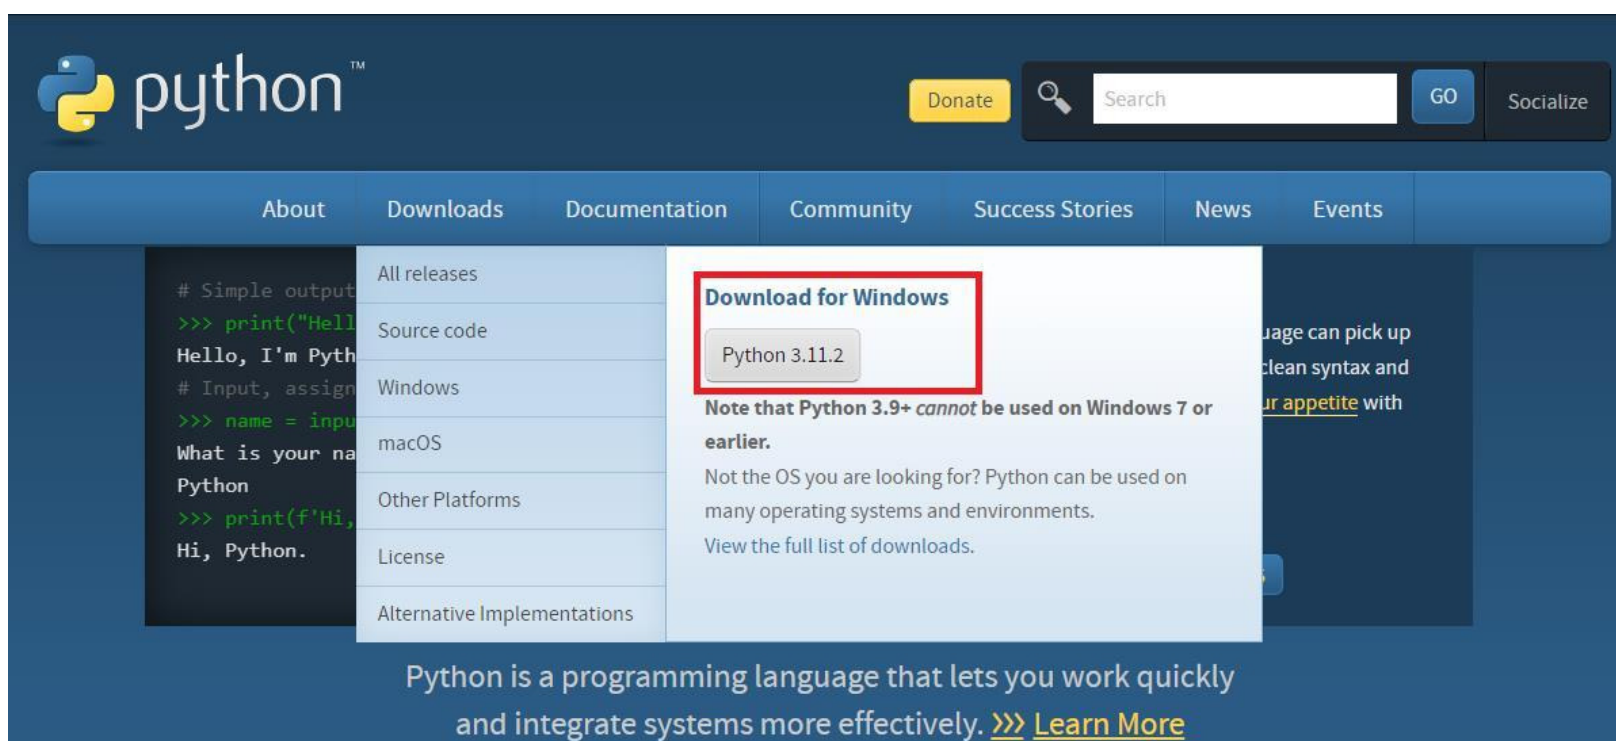 python™
Donate
Search
GO
Socialize
About
Downloads
Documentation
Community
Success Stories
News
Events
# Simple output
>>> print("Hell
Hello, I'm Pyth
# Input, assign
>>> name = inpu
What is your na
Python
>>> print(f'Hi,
Hi, Python.
All releases
Source code
Windows
macOS
Other Platforms
License
Alternative Implementations
Download for Windows
Python 3.11.2
Note that Python 3.9+ cannot be used on Windows 7 or
earlier.
Not the OS you are looking for? Python can be used on
many operating systems and environments.
View the full list of downloads.
uage can pick up
clean syntax and
ur appetite with
Python is a programming language that lets you work quickly
and integrate systems more effectively. >>> Learn More